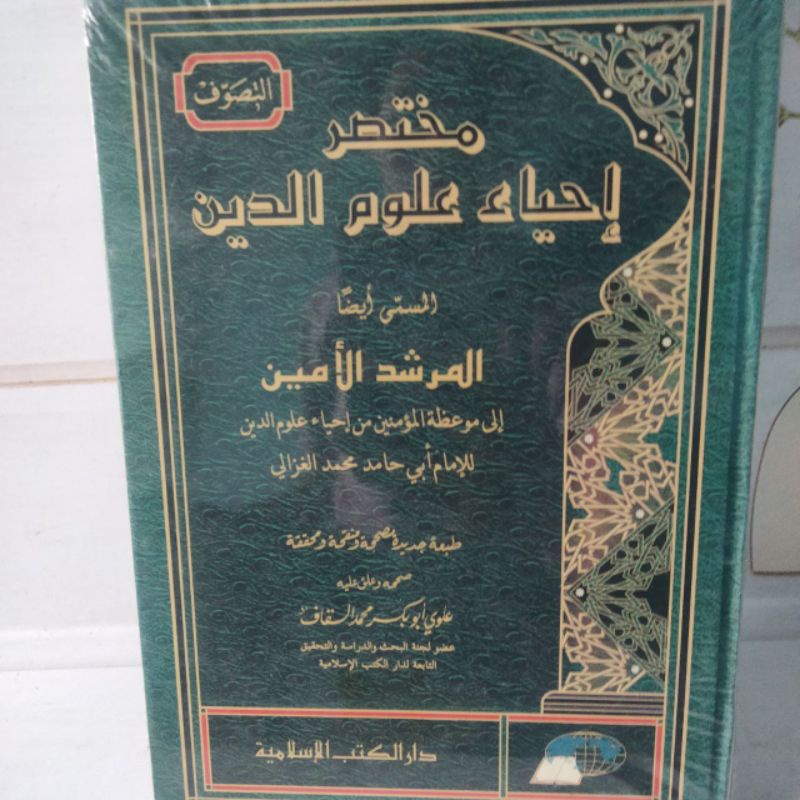 التصوّف
مختصر
إحياء علوم الدين
المسمّى أيضًا
المرشد الأمين
إلى موعظة المؤمنين من إحياء علوم الدين
للإمام أبي حامد محمد الغزالي
طبعة جديدة مصححة ومنقحة ومحققة
صححه وعلق عليه
علوي أبو بكر محمد السقاف
عضو لجنة البحث والدراسة والتحقيق
التابعة لدار الكتب الإسلامية
دار الكتب الإسلامية